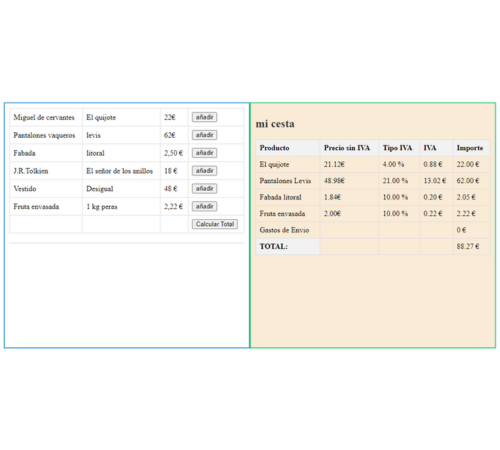 Miguel de cervantes El quijote 22€ añadir
Pantalones vaqueros levis 62€ añadir
Fabada litoral 2,50 € añadir
J.R.Tolkien El señor de los anillos 18 € añadir
Vestido Desigual 48 € añadir
Fruta envasada 1 kg peras 2,22 € añadir
Calcular Total
mi cesta
Producto Precio sin IVA Tipo IVA IVA Importe
El quijote 21.12€ 4.00 % 0.88 € 22.00 €
Pantalones Levis 48.98€ 21.00 % 13.02 € 62.00 €
Fabada litoral 1.84€ 10.00 % 0.20 € 2.05 €
Fruta envasada 2.00€ 10.00 % 0.22 € 2.22 €
Gastos de Envio 0 €
TOTAL: 88.27 €